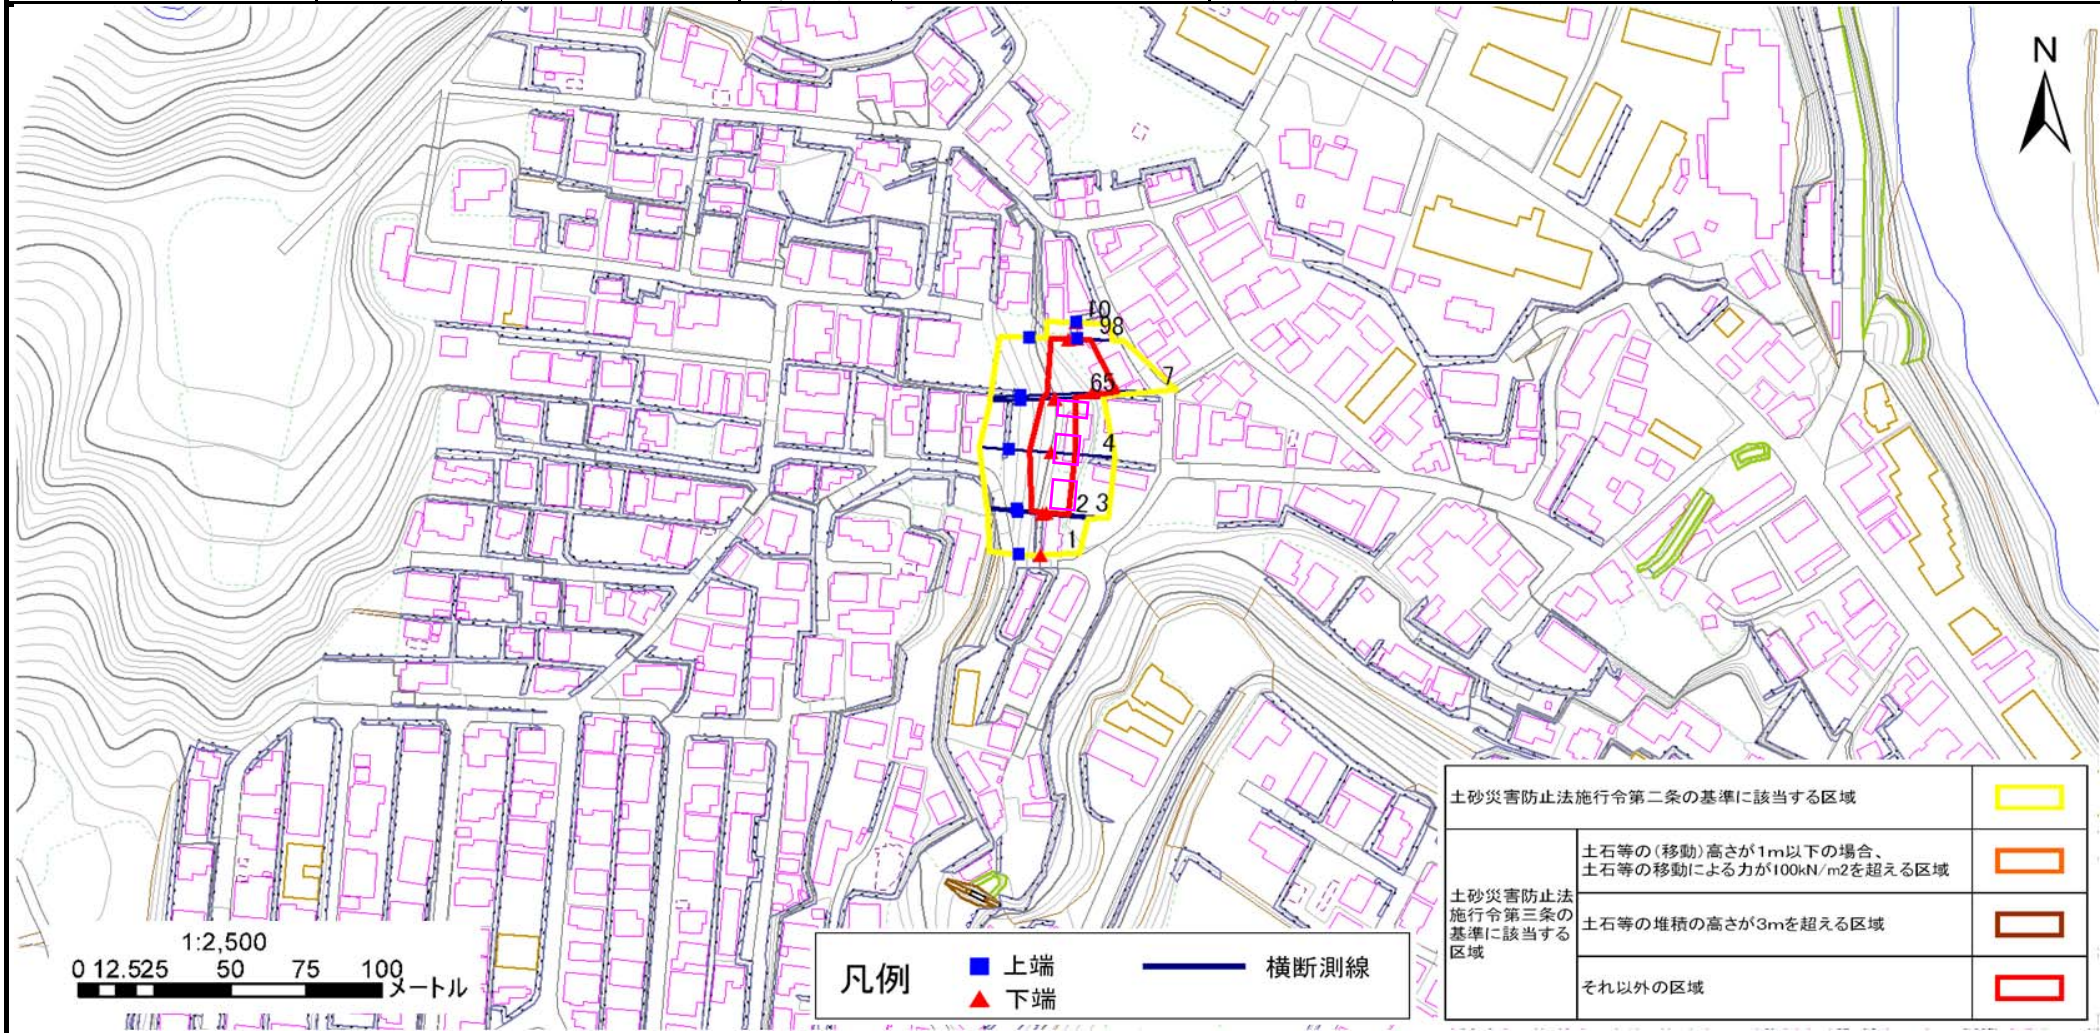 N
10
98
7
65
4
2 3
1
1:2,500
0 12.525 50 75 100
メートル
凡例
上端
下端
横断測線
土砂災害防止法施行令第二条の基準に該当する区域
土砂災害防止法
施行令第三条の
基準に該当する
区域
土石等の(移動)高さが1m以下の場合、
土石等の移動による力が100kN/m2を超える区域
土石等の堆積の高さが3mを超える区域
それ以外の区域